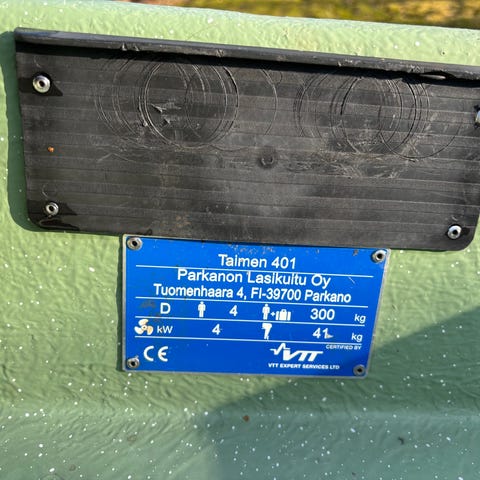 Taimen 401
Parkanon Lasikuitu Oy
Tuomenhaara 4, FI-39700 Parkano
D 4 + 300 kg
kW 4 41 kg
CE VTT CERTIFIED BY
VTT EXPERT SERVICES LTD